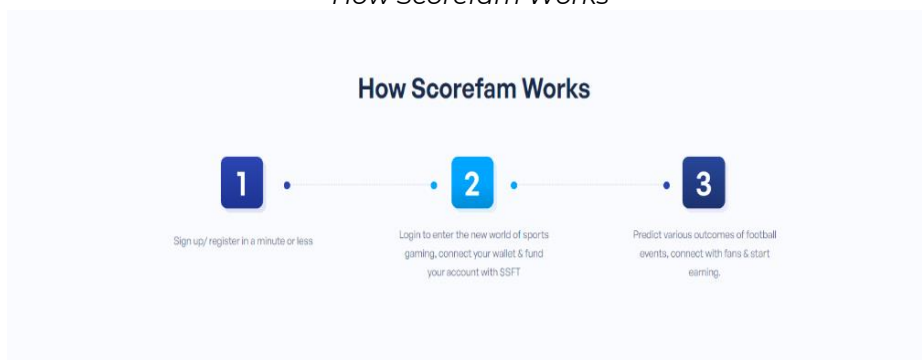 How Scorefam Works
How Scorefam Works
1
2
3
Sign up/ register in a minute or less
Login to enter the new world of sports
gaming, connect your wallet & fund
your account with $SFT
Predict various outcomes of football
events, connect with fans & start
earning.